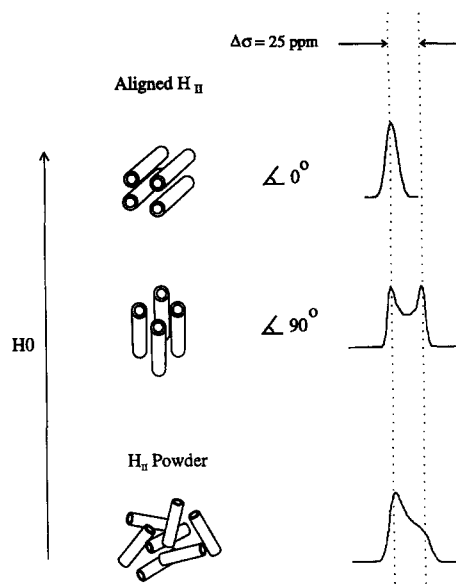 Δσ = 25 ppm
Aligned H_II
∡ 0°
∡ 90°
H0
H_II Powder